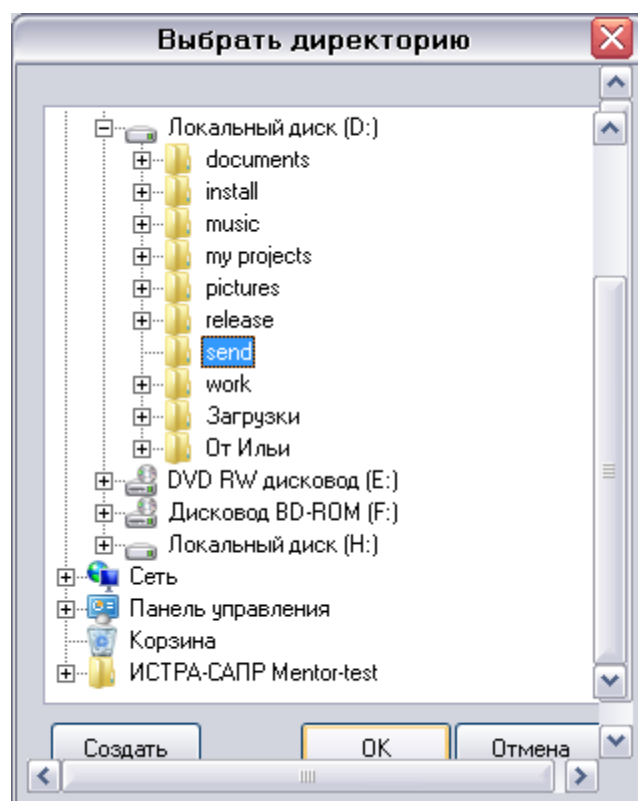 Выбрать директорию
Локальный диск (D:)
documents
install
music
my projects
pictures
release
send
work
Загрузки
От Ильи
DVD RW дисковод (E:)
Дисковод BD-ROM (F:)
Локальный диск (H:)
Сеть
Панель управления
Корзина
ИСТРА-САПР Mentor-test
Создать OK Отмена